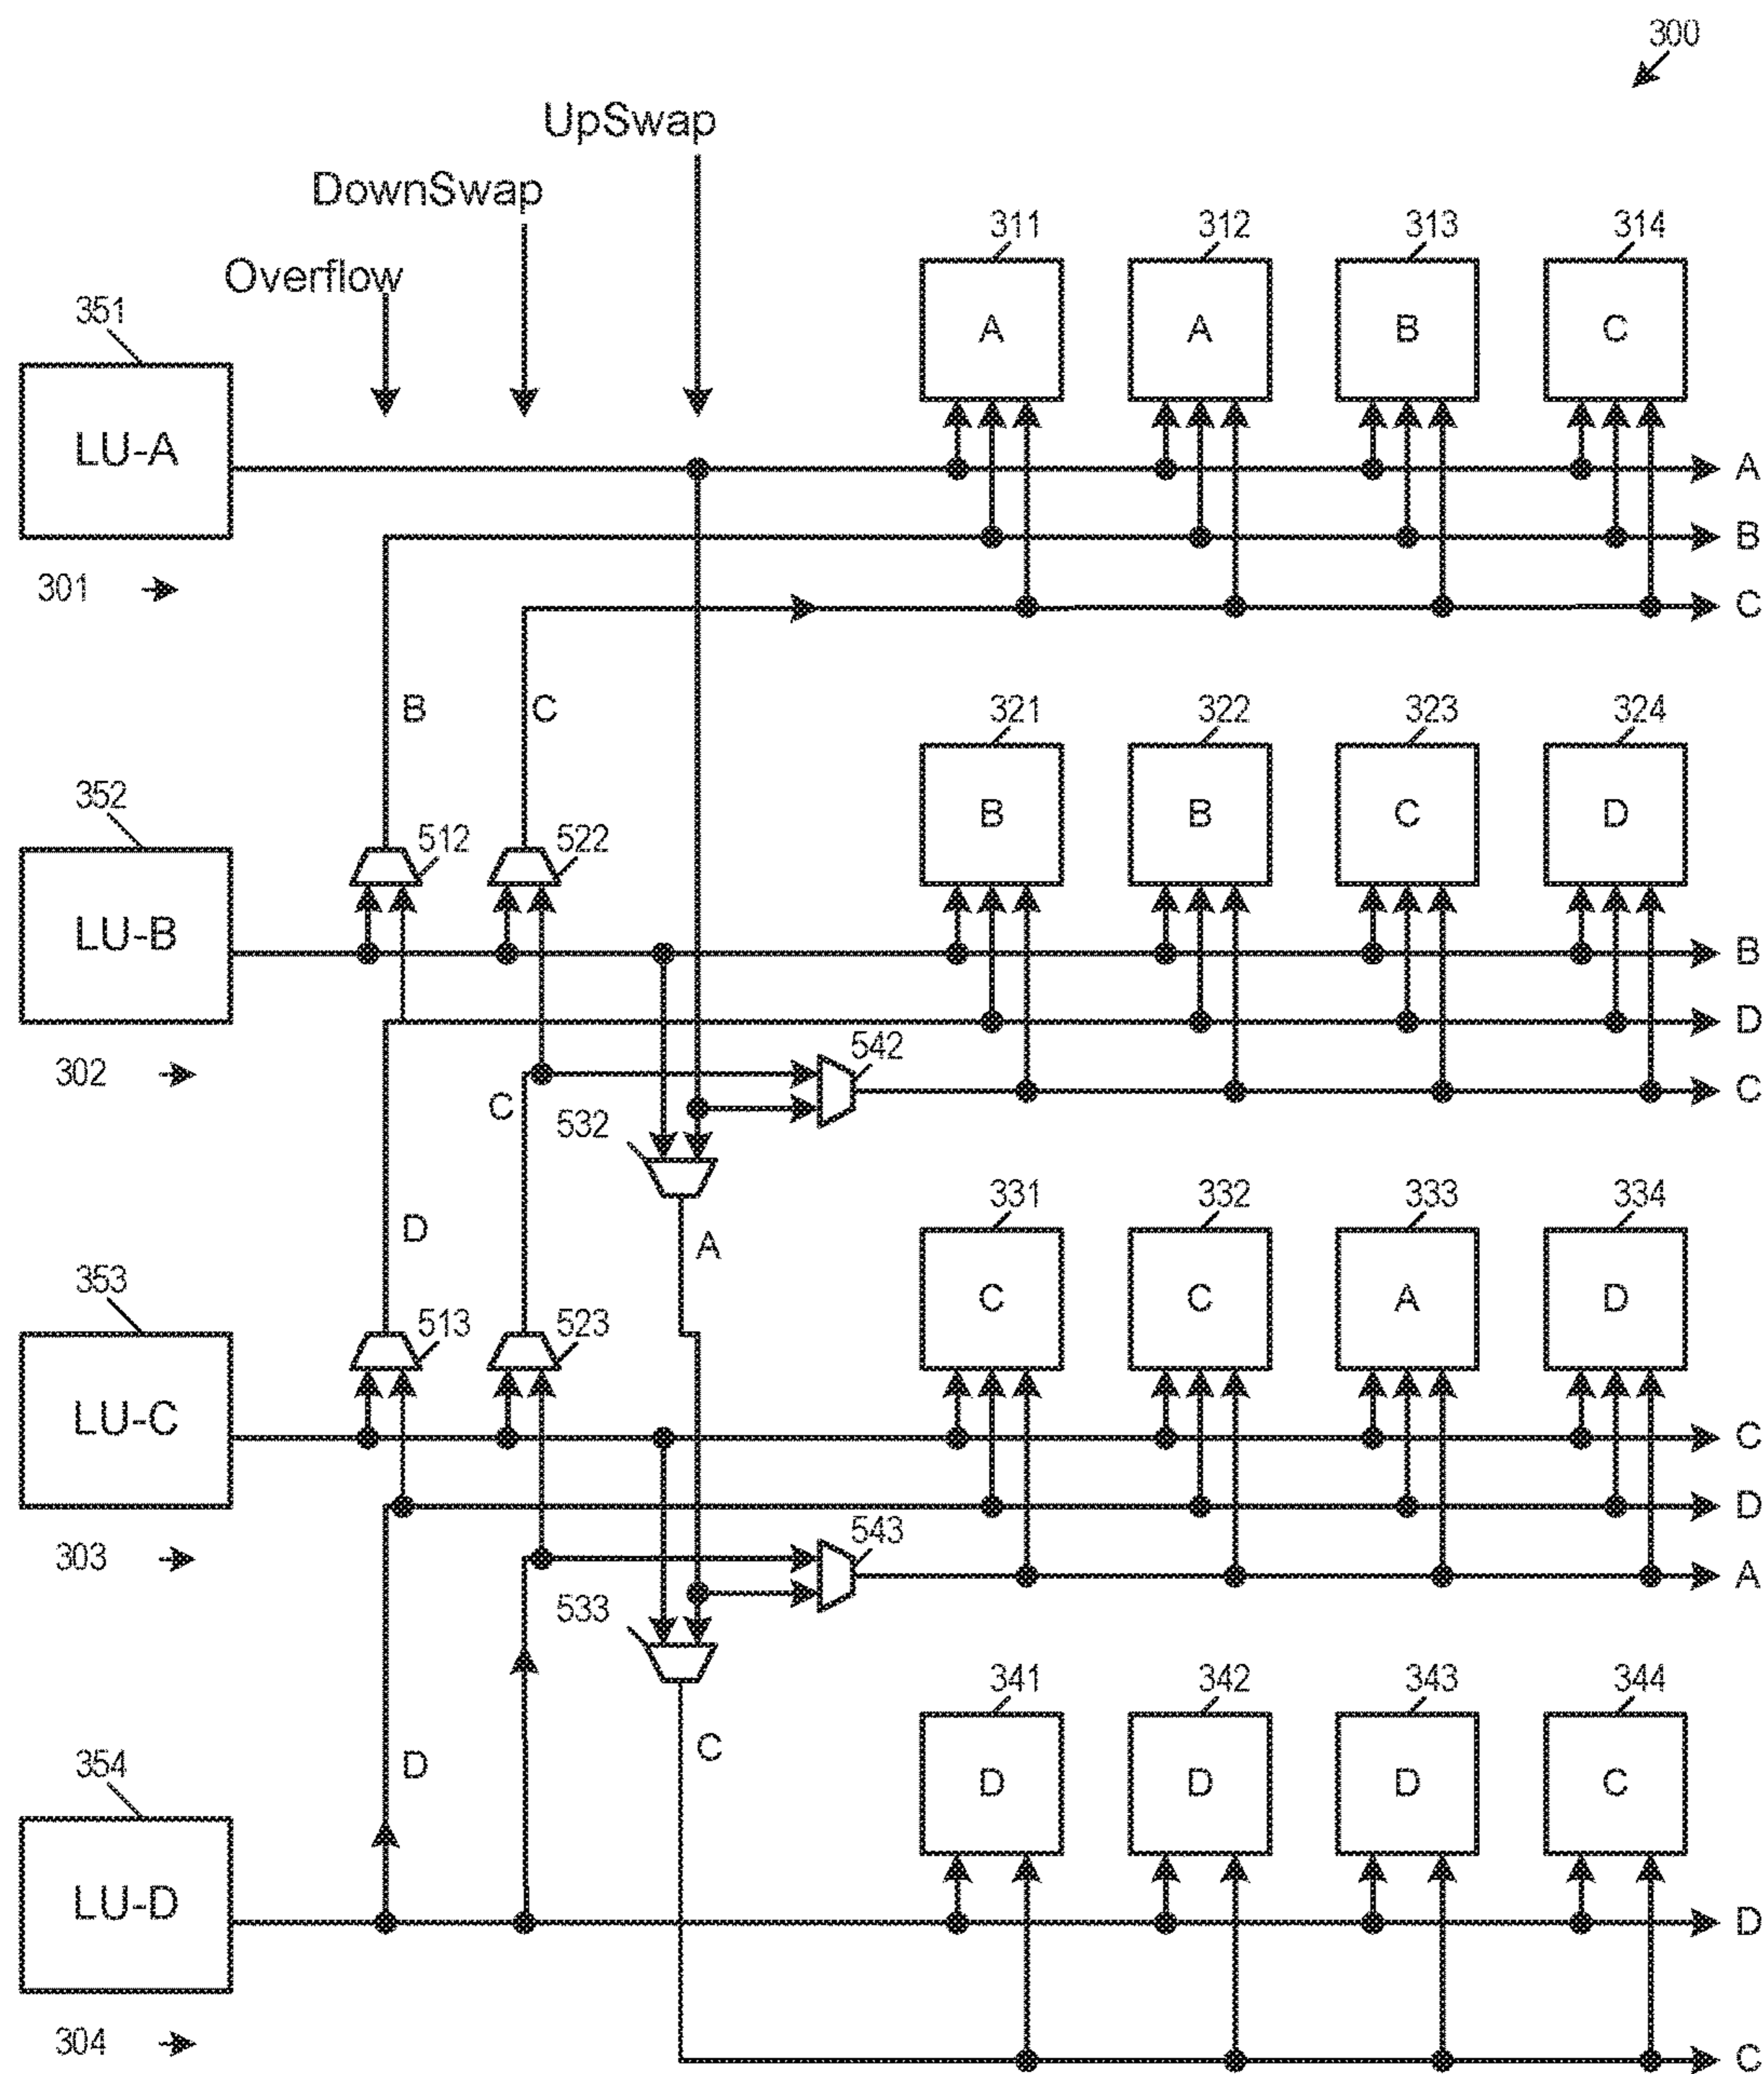 300
UpSwap
DownSwap
Overflow
311 312 313 314
351
A A B C
LU-A
A
B
301
C
B C
321 322 323 324
352
512 522
B B C D
LU-B
B
D
302
542
C
C
532
331 332 333 334
D A
353
513 523
C C A D
LU-C
C
D
303
543
A
533
341 342 343 344
D C
354
D D D C
LU-D
D
304
C